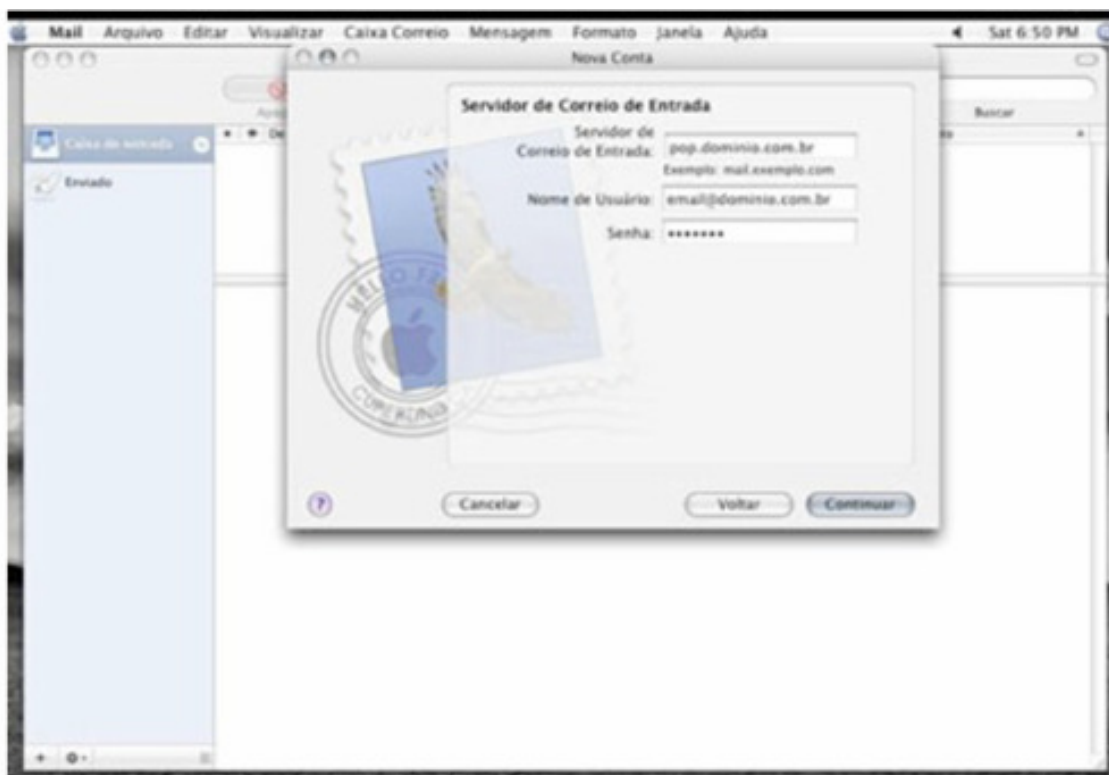 Mail Arquivo Editar Visualizar Caixa Correio Mensagem Formato Janela Ajuda Sat 6:50 PM
Nova Conta
Buscar
Caixa de entrada
Enviado
Servidor de Correio de Entrada
Servidor de
Correio de Entrada: pop.dominio.com.br
Exemplo: mail.exemplo.com
Nome de Usuário: email@dominio.com.br
Senha: •••••••
HELLO
CUPERTINO
? Cancelar Voltar Continuar